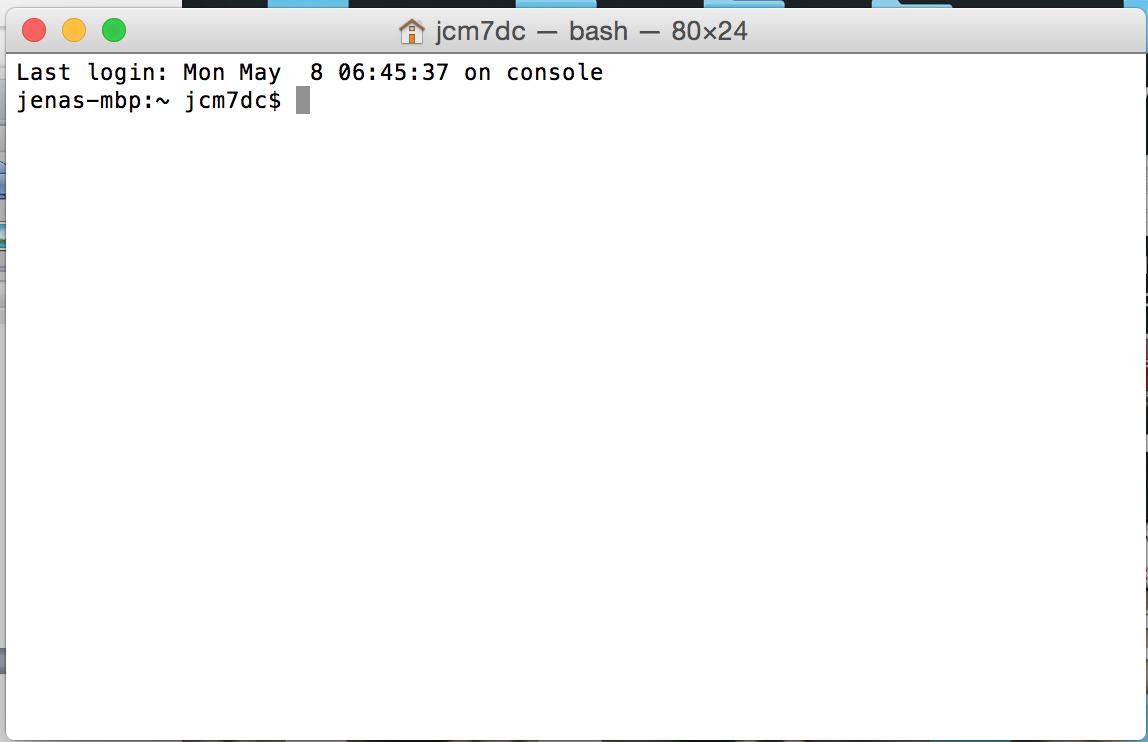 jcm7dc — bash — 80×24
Last login: Mon May  8 06:45:37 on console
jenas-mbp:~ jcm7dc$